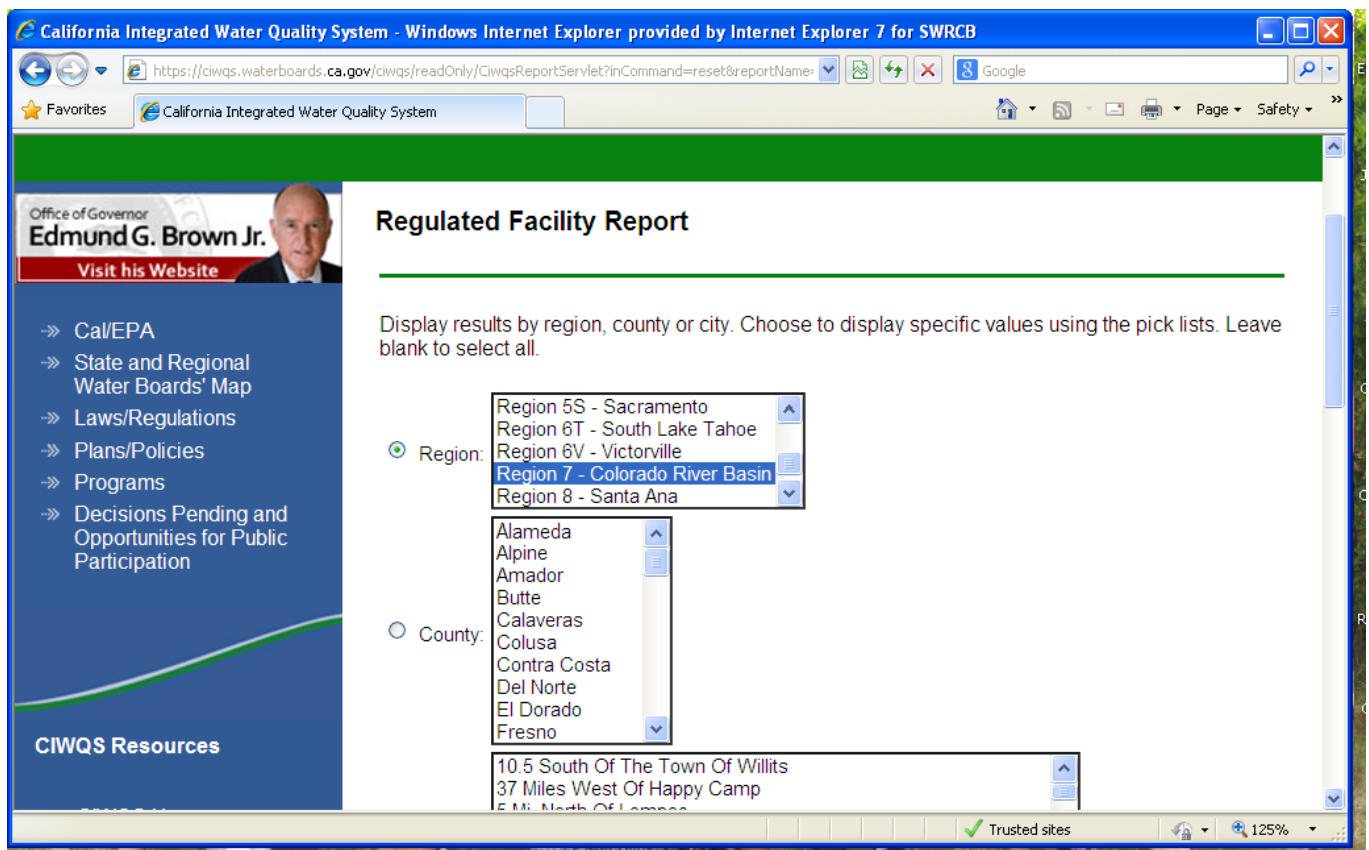 California Integrated Water Quality System - Windows Internet Explorer provided by Internet Explorer 7 for SWRCB
https://ciwqs.waterboards.ca.gov/ciwqs/readOnly/CiwqsReportServlet?inCommand=reset&reportName=
Google
Favorites
California Integrated Water Quality System
Page
Safety
»
Office of Governor
Edmund G. Brown Jr.
Visit his Website
Cal/EPA
State and Regional
Water Boards' Map
Laws/Regulations
Plans/Policies
Programs
Decisions Pending and
Opportunities for Public
Participation
CIWQS Resources
Regulated Facility Report
Display results by region, county or city. Choose to display specific values using the pick lists. Leave
blank to select all.
Region:
Region 5S - Sacramento
Region 6T - South Lake Tahoe
Region 6V - Victorville
Region 7 - Colorado River Basin
Region 8 - Santa Ana
County:
Alameda
Alpine
Amador
Butte
Calaveras
Colusa
Contra Costa
Del Norte
El Dorado
Fresno
10.5 South Of The Town Of Willits
37 Miles West Of Happy Camp
5 Mi. North Of Lompoc
Trusted sites
125%